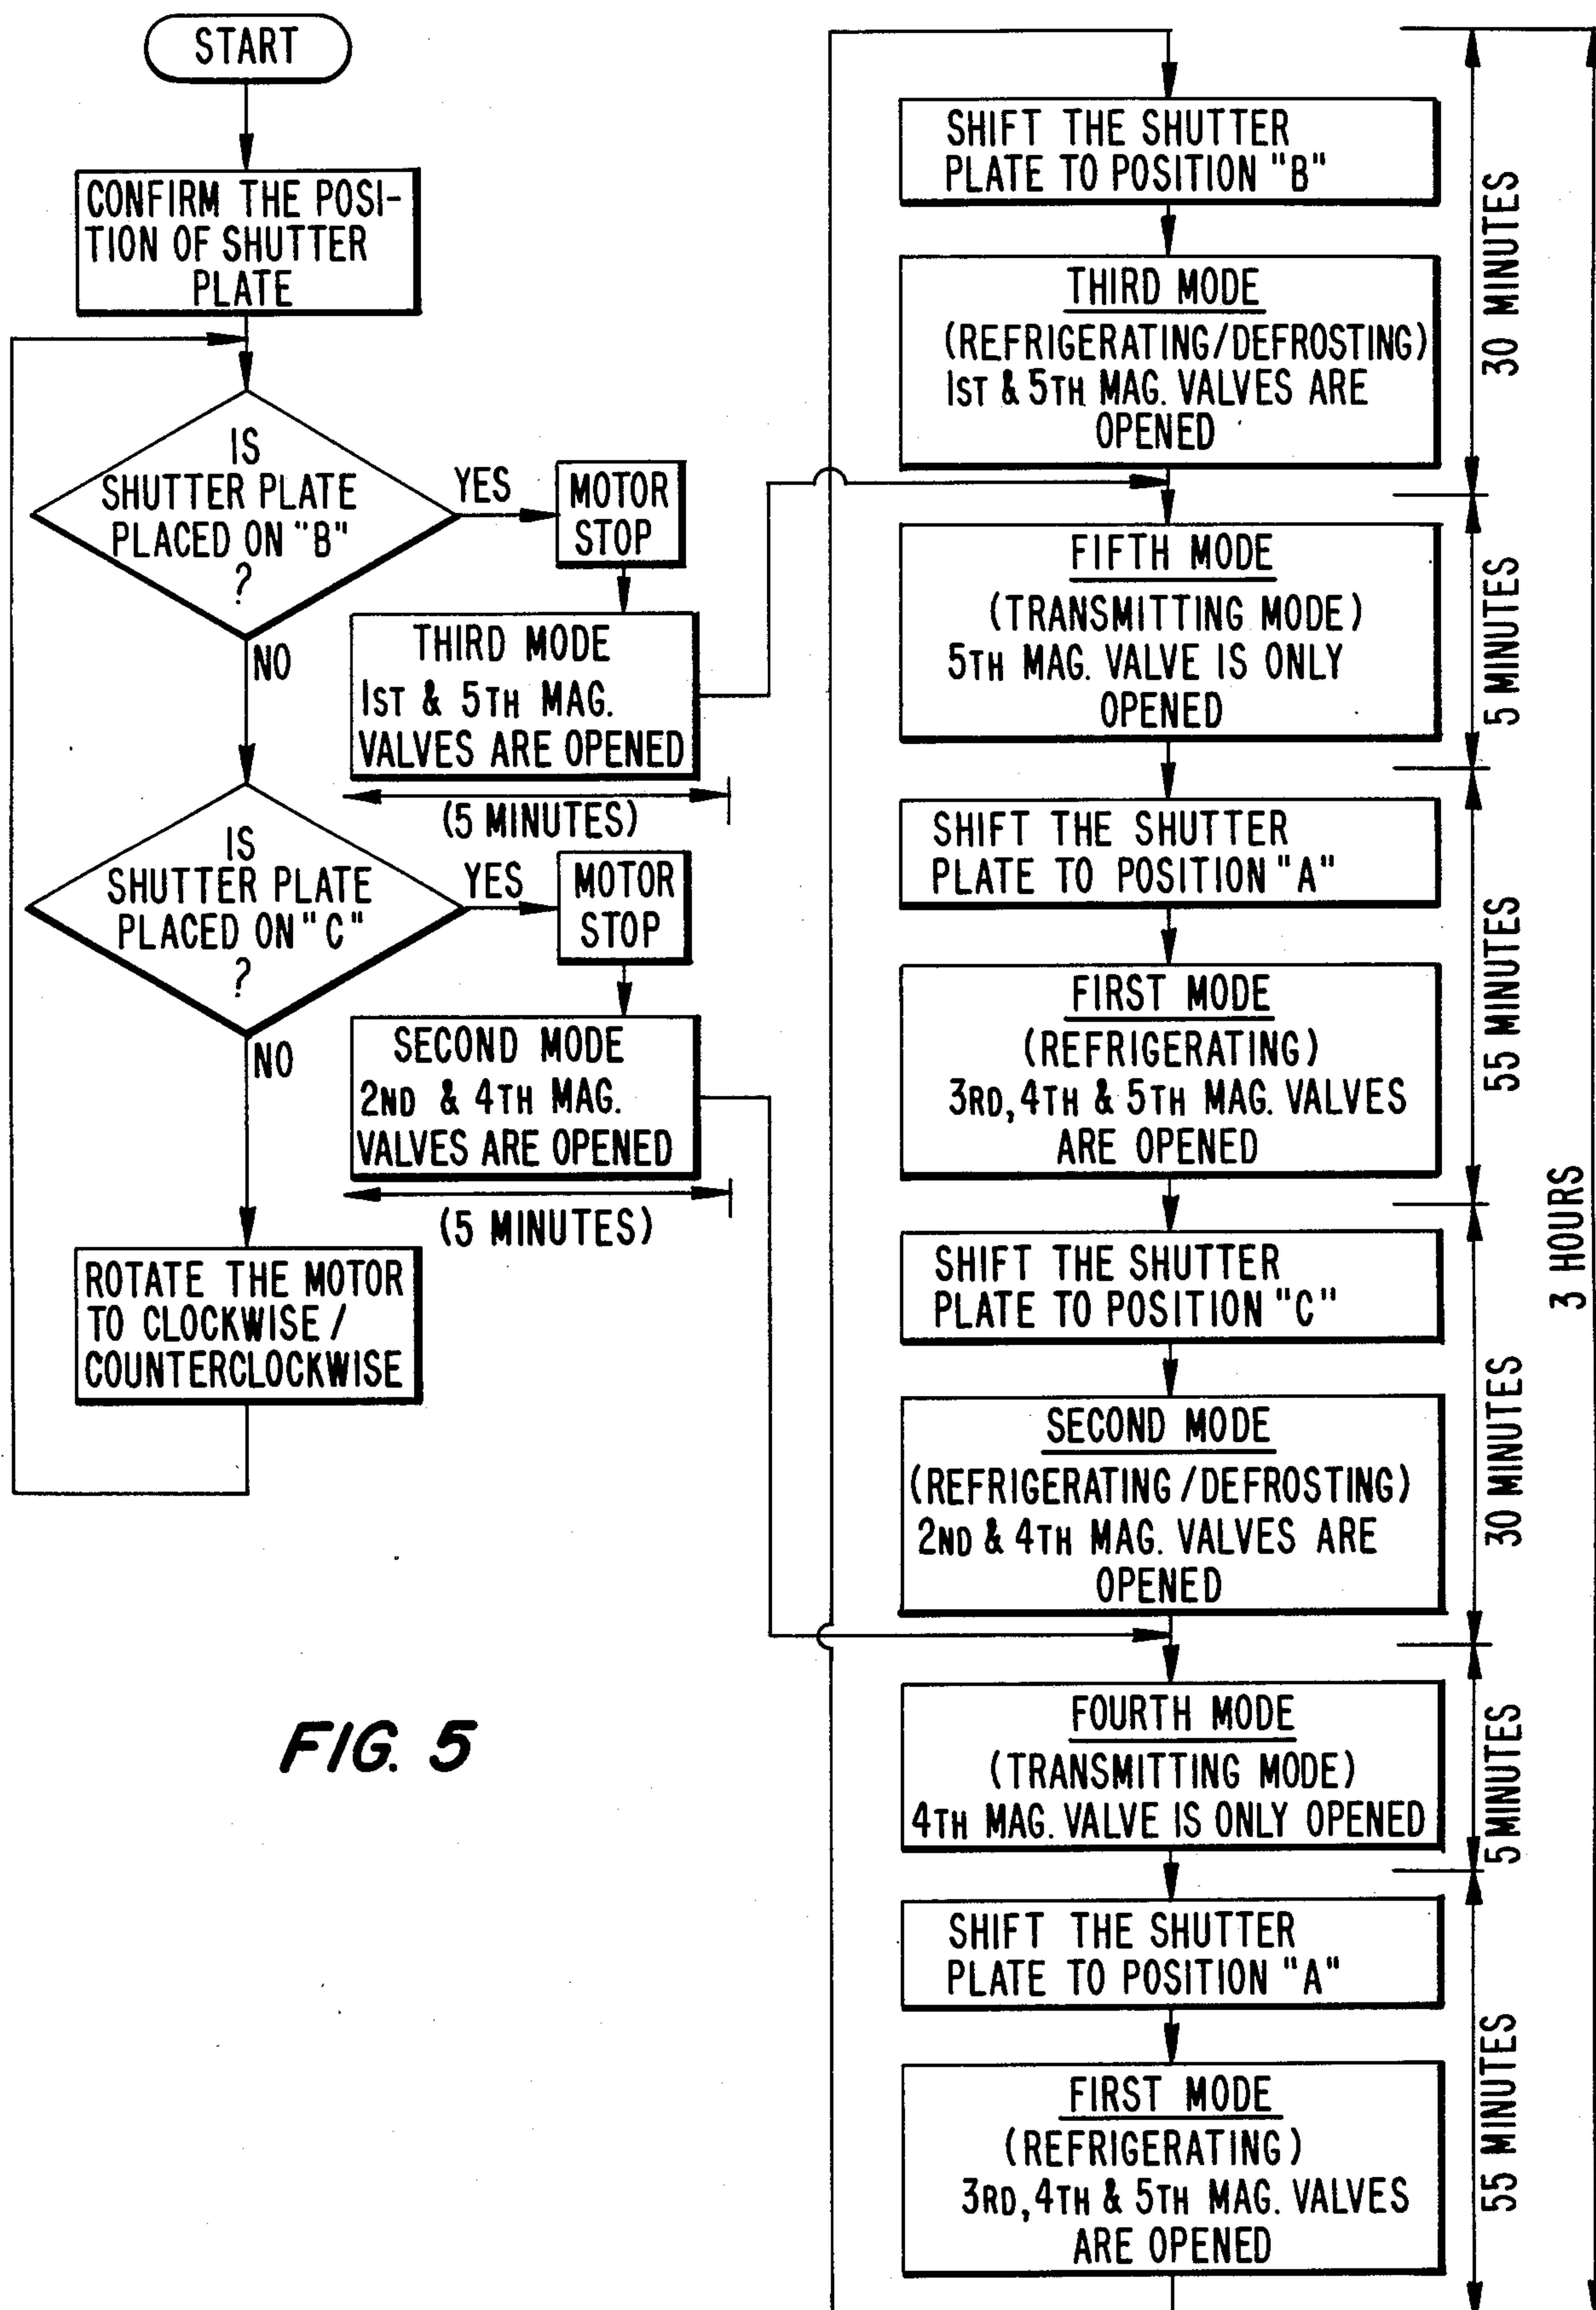 START
CONFIRM THE POSI-
TION OF SHUTTER
PLATE
IS
SHUTTER PLATE
PLACED ON "B"
?
YES
MOTOR
STOP
NO
THIRD MODE
1ST & 5TH MAG.
VALVES ARE OPENED
(5 MINUTES)
IS
SHUTTER PLATE
PLACED ON "C"
?
YES
MOTOR
STOP
NO
SECOND MODE
2ND & 4TH MAG.
VALVES ARE OPENED
(5 MINUTES)
ROTATE THE MOTOR
TO CLOCKWISE /
COUNTERCLOCKWISE
FIG. 5
SHIFT THE SHUTTER
PLATE TO POSITION "B"
THIRD MODE
(REFRIGERATING/DEFROSTING)
1ST & 5TH MAG. VALVES ARE
OPENED
30 MINUTES
FIFTH MODE
(TRANSMITTING MODE)
5TH MAG. VALVE IS ONLY
OPENED
5 MINUTES
SHIFT THE SHUTTER
PLATE TO POSITION "A"
FIRST MODE
(REFRIGERATING)
3RD, 4TH & 5TH MAG. VALVES
ARE OPENED
55 MINUTES
SHIFT THE SHUTTER
PLATE TO POSITION "C"
SECOND MODE
(REFRIGERATING /DEFROSTING)
2ND & 4TH MAG. VALVES ARE
OPENED
30 MINUTES
FOURTH MODE
(TRANSMITTING MODE)
4TH MAG. VALVE IS ONLY OPENED
5 MINUTES
SHIFT THE SHUTTER
PLATE TO POSITION "A"
FIRST MODE
(REFRIGERATING)
3RD, 4TH & 5TH MAG. VALVES
ARE OPENED
55 MINUTES
3 HOURS